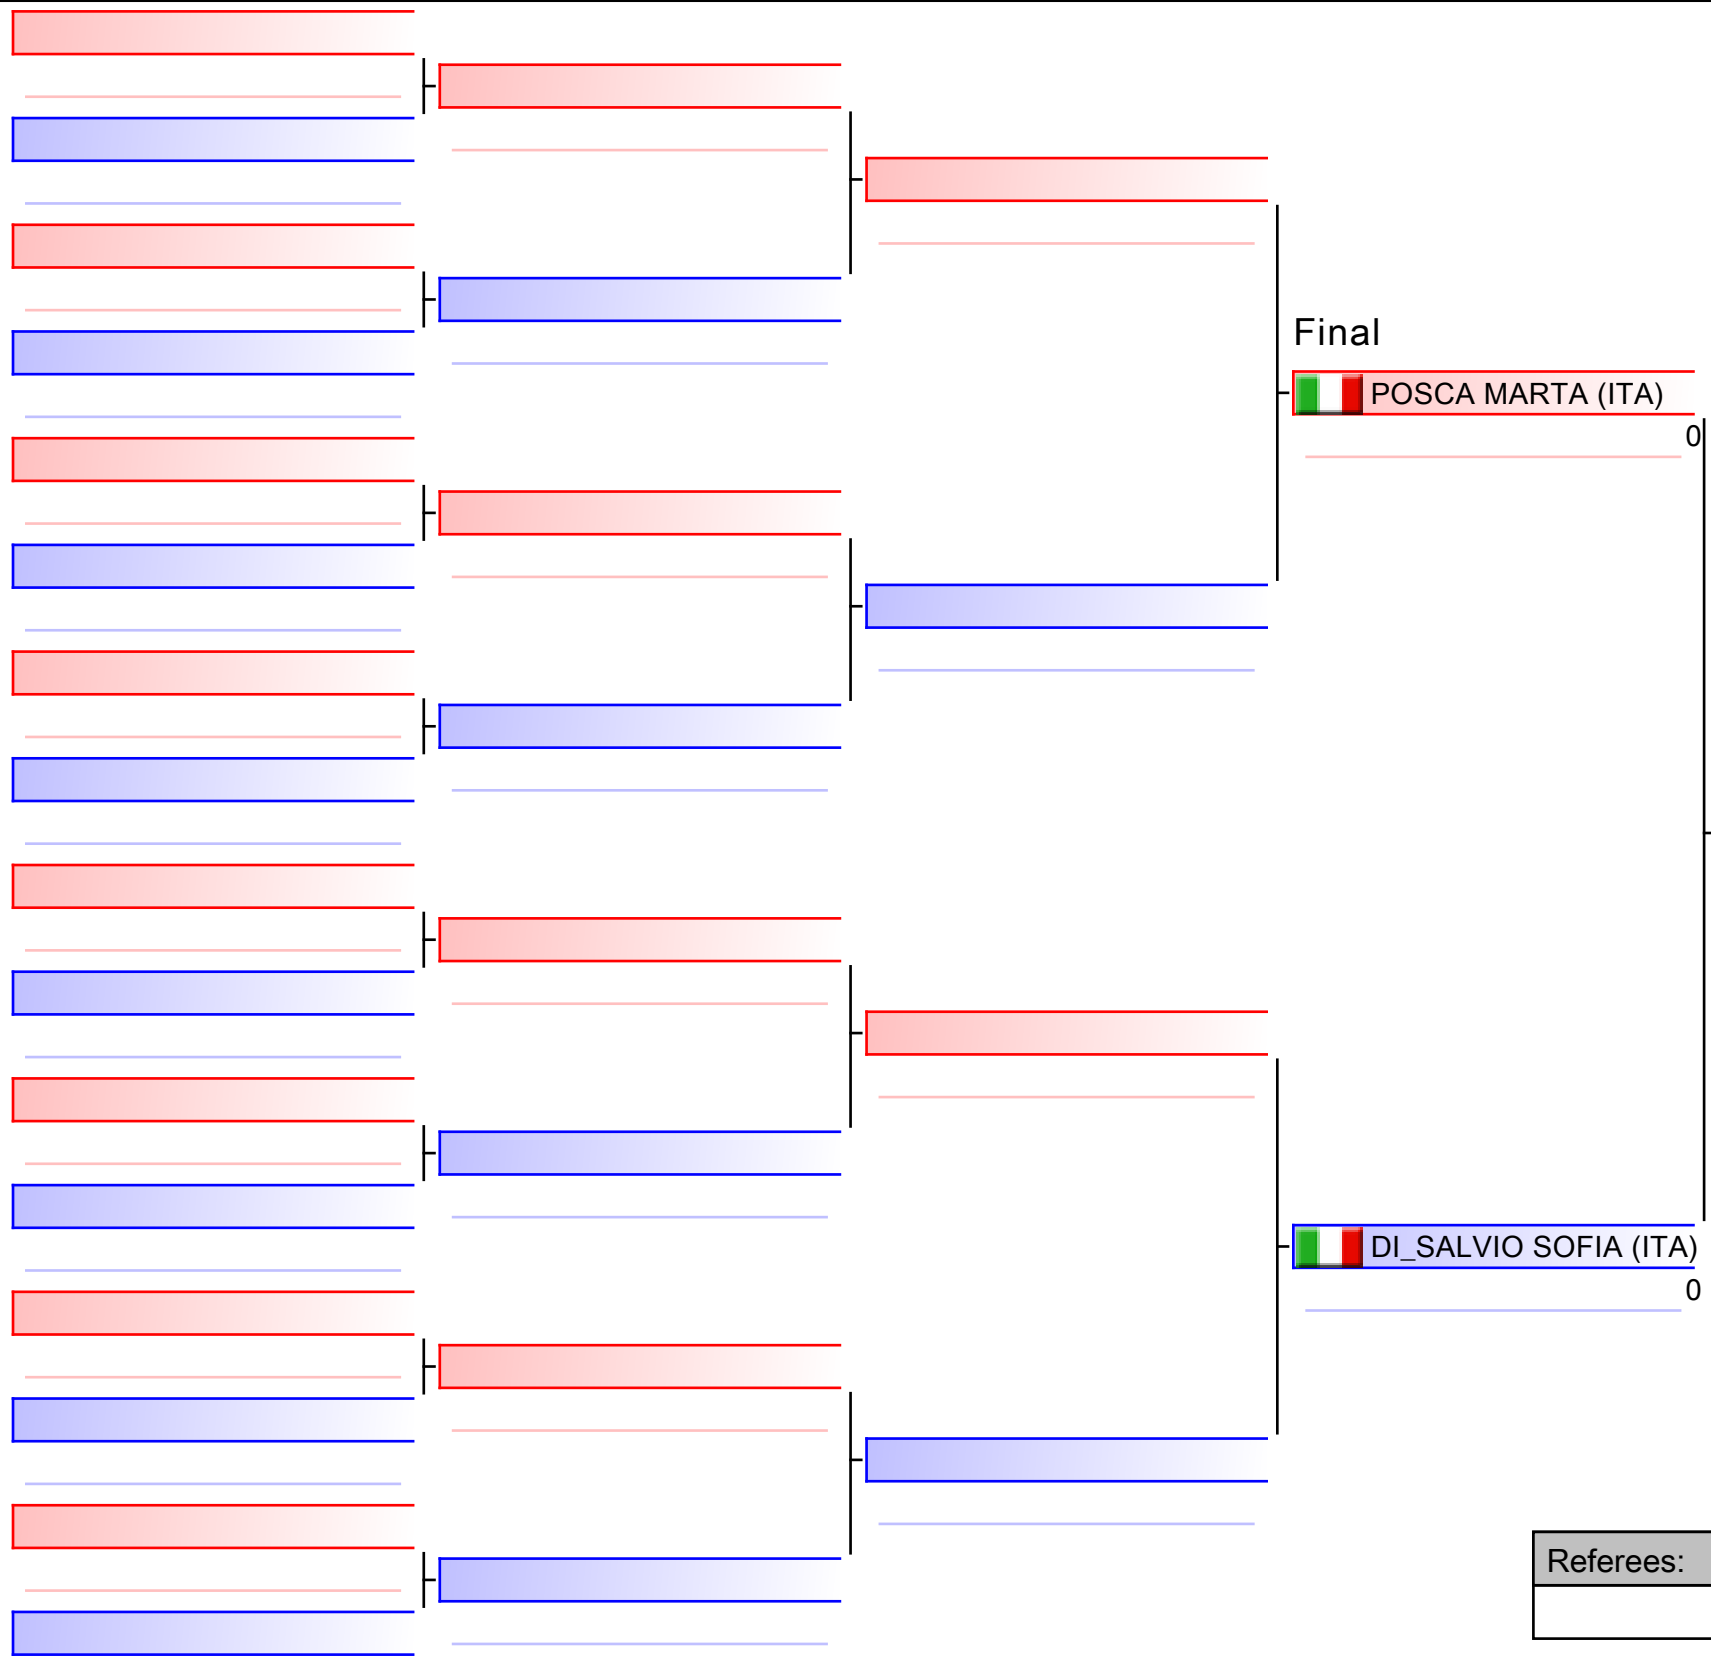 Final
POSCA MARTA (ITA)
0
DI_SALVIO SOFIA (ITA)
0
Referees: